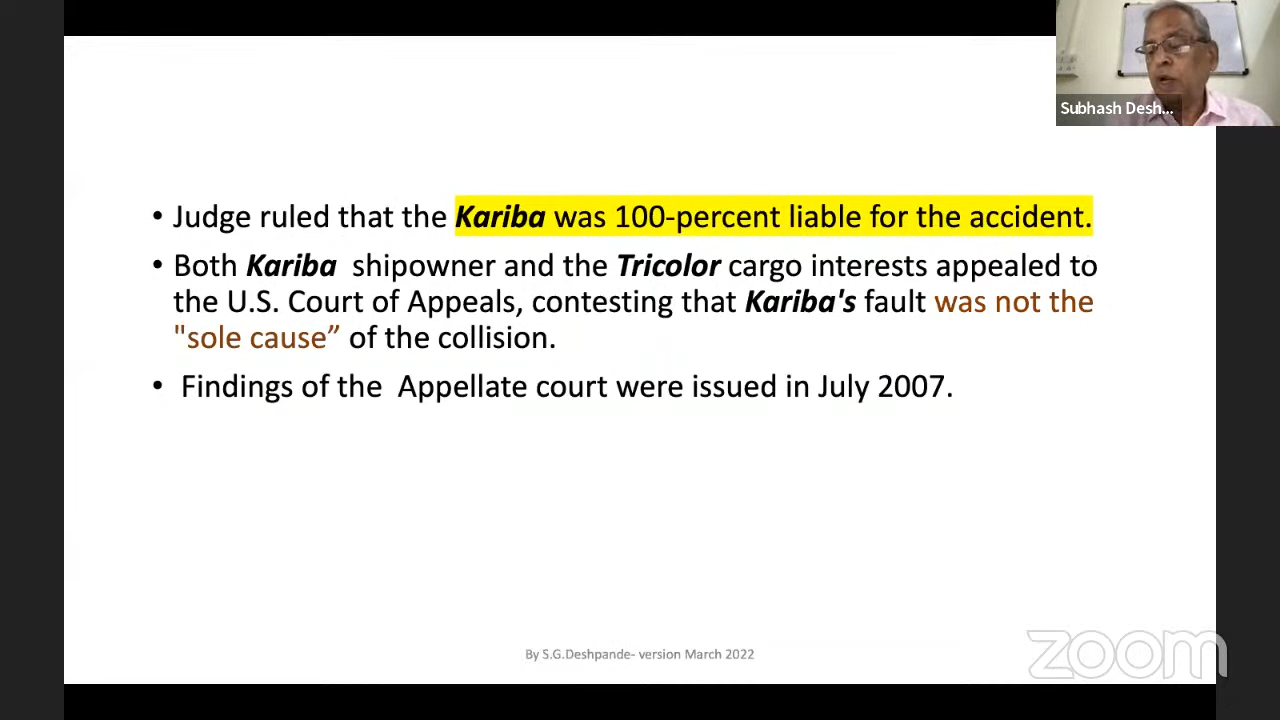 Subhash Desh...
• Judge ruled that the Kariba was 100-percent liable for the accident.
• Both Kariba shipowner and the Tricolor cargo interests appealed to
the U.S. Court of Appeals, contesting that Kariba's fault was not the
"sole cause” of the collision.
• Findings of the Appellate court were issued in July 2007.
By S.G.Deshpande- version March 2022
zoom